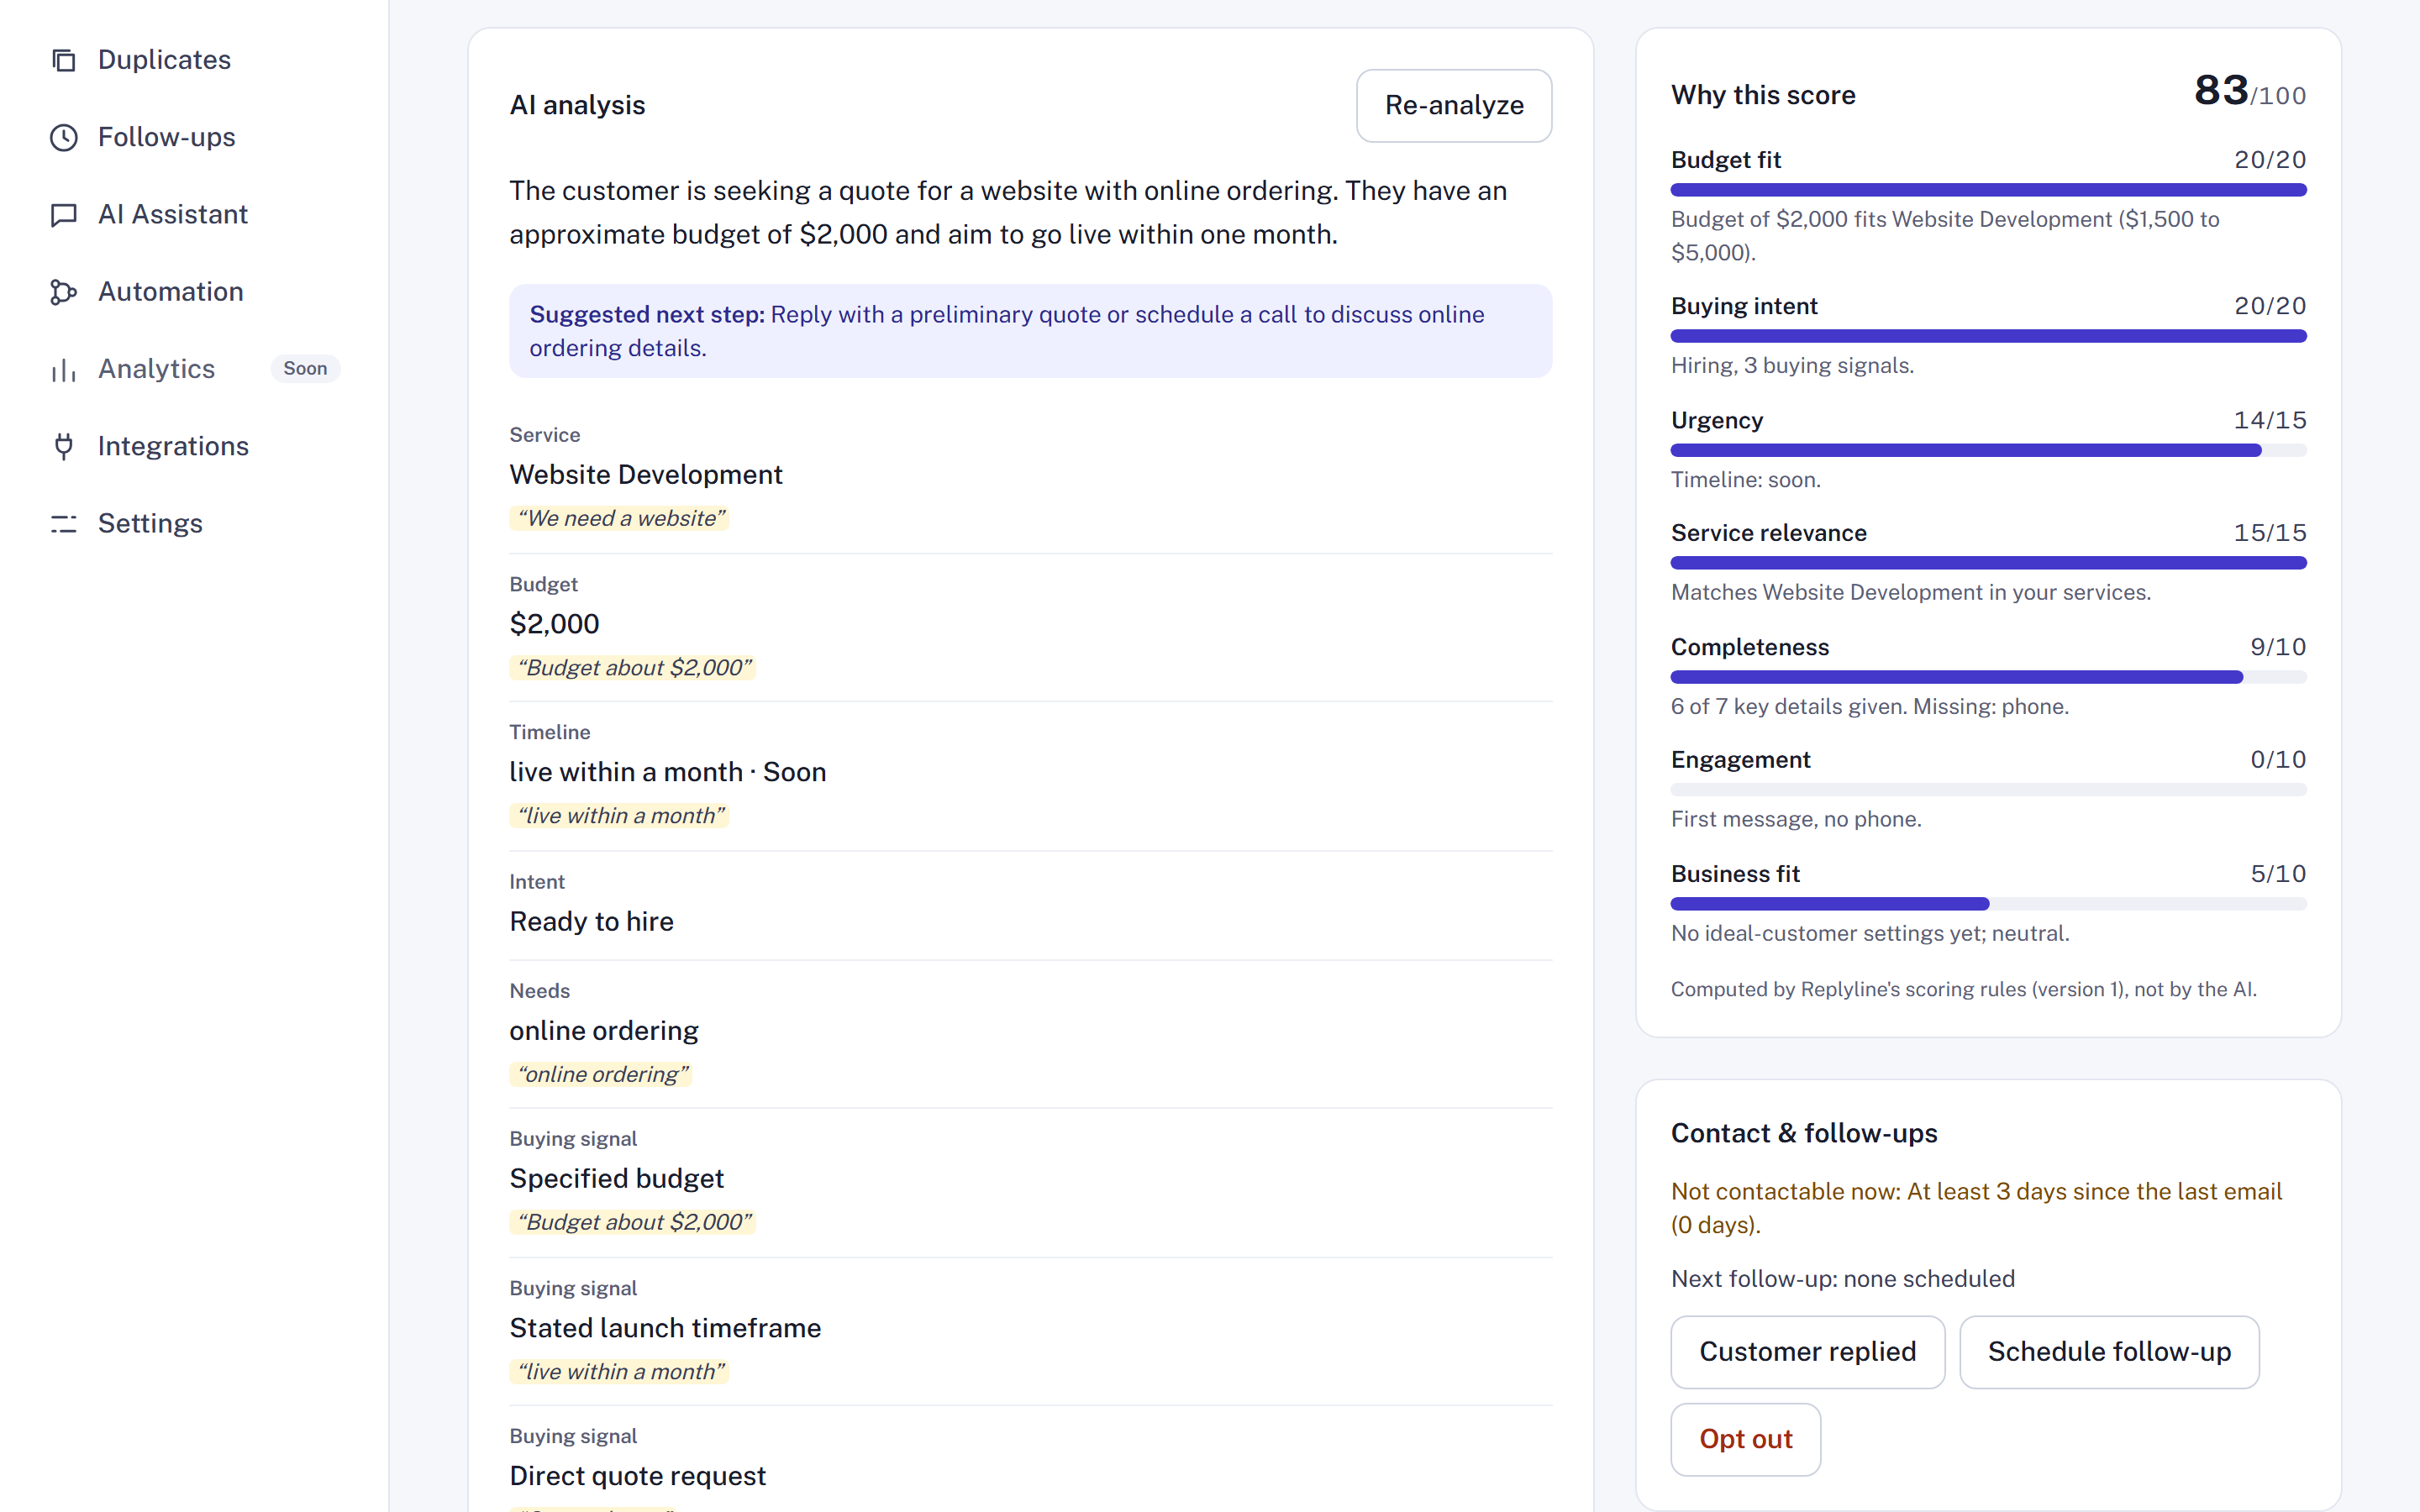 Duplicates
Follow-ups
AI Assistant
Automation
Analytics Soon
Integrations
Settings
AI analysis
Re-analyze
The customer is seeking a quote for a website with online ordering. They have an
approximate budget of $2,000 and aim to go live within one month.
Suggested next step: Reply with a preliminary quote or schedule a call to discuss online
ordering details.
Service
Website Development
“We need a website”
Budget
$2,000
“Budget about $2,000”
Timeline
live within a month · Soon
“live within a month”
Intent
Ready to hire
Needs
online ordering
“online ordering”
Buying signal
Specified budget
“Budget about $2,000”
Buying signal
Stated launch timeframe
“live within a month”
Buying signal
Direct quote request
Why this score 83/100
Budget fit 20/20
Budget of $2,000 fits Website Development ($1,500 to
$5,000).
Buying intent 20/20
Hiring, 3 buying signals.
Urgency 14/15
Timeline: soon.
Service relevance 15/15
Matches Website Development in your services.
Completeness 9/10
6 of 7 key details given. Missing: phone.
Engagement 0/10
First message, no phone.
Business fit 5/10
No ideal-customer settings yet; neutral.
Computed by Replyline's scoring rules (version 1), not by the AI.
Contact & follow-ups
Not contactable now: At least 3 days since the last email
(0 days).
Next follow-up: none scheduled
Customer replied
Schedule follow-up
Opt out